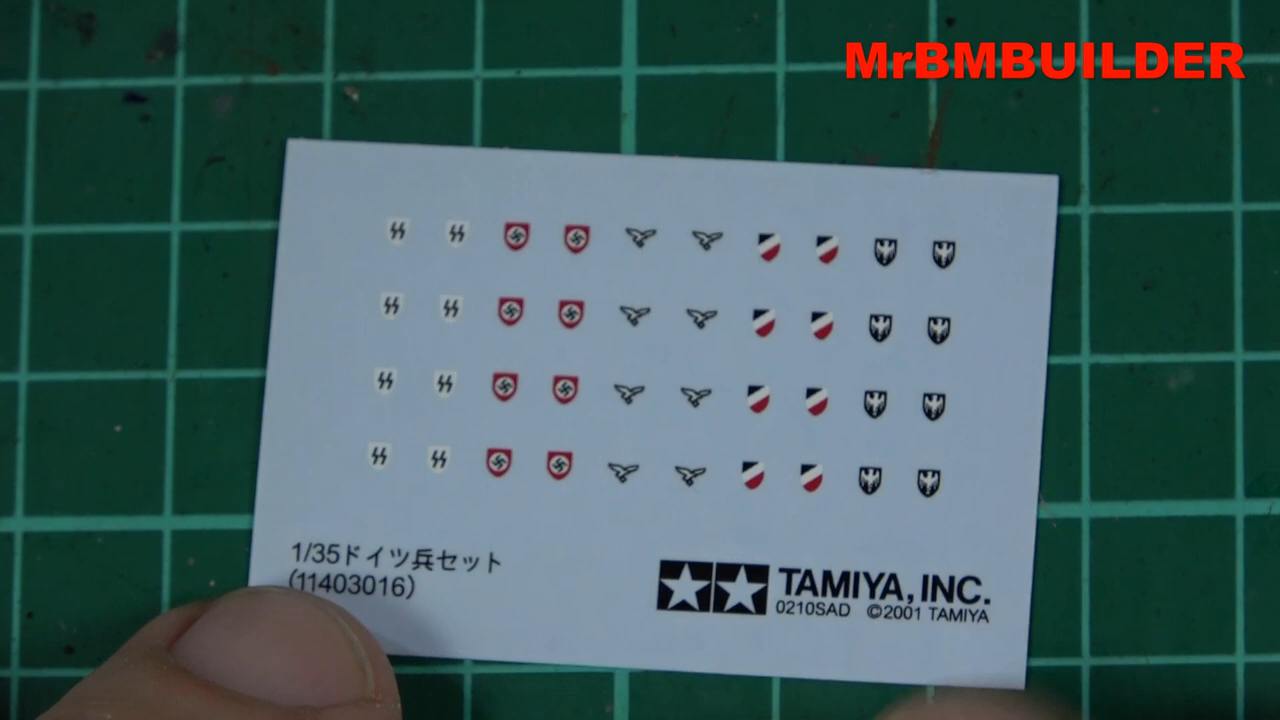 MrBMBUILDER
1/35ドイツ兵セット
(11403016)
TAMIYA, INC.
0210SAD ©2001 TAMIYA